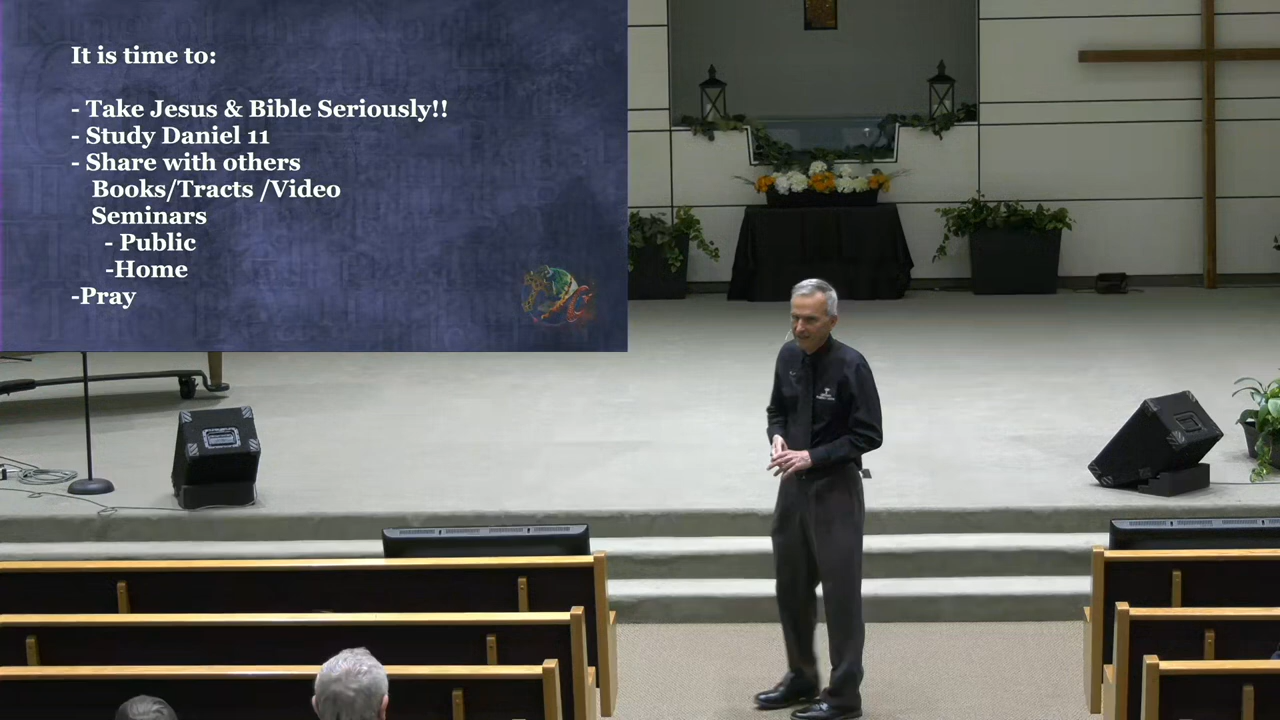 It is time to:
- Take Jesus & Bible Seriously!!
- Study Daniel 11
- Share with others
Books/Tracts /Video
Seminars
- Public
-Home
-Pray